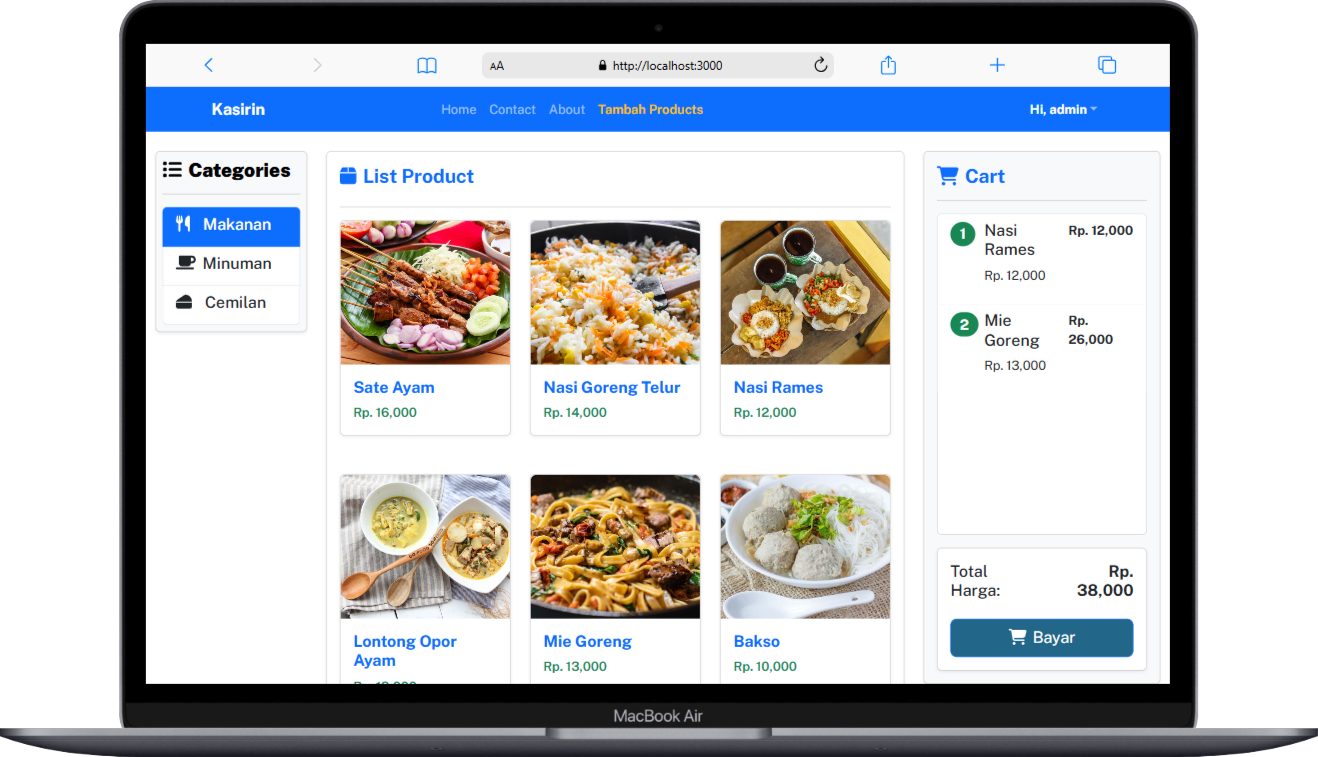 AA
http://localhost:3000
Kasirin
Home
Contact
About
Tambah Products
Hi, admin
Categories
Makanan
Minuman
Cemilan
List Product
Sate Ayam
Rp. 16,000
Nasi Goreng Telur
Rp. 14,000
Nasi Rames
Rp. 12,000
Lontong Opor
Ayam
Mie Goreng
Rp. 13,000
Bakso
Rp. 10,000
Cart
1
Nasi
Rames
Rp. 12,000
Rp. 12,000
2
Mie
Goreng
Rp. 13,000
Rp.
26,000
Total
Harga:
Rp.
38,000
Bayar
MacBook Air